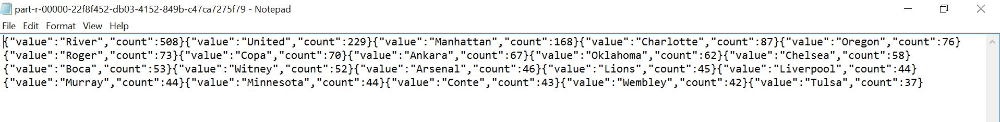 part-r-00000-22f8f452-db03-4152-849b-c47ca7275f79 - Notepad
File Edit Format View Help
{"value":"River","count":508}{"value":"United","count":229}{"value":"Manhattan","count":168}{"value":"Charlotte","count":87}{"value":"Oregon","count":76}
{"value":"Roger","count":73}{"value":"Copa","count":70}{"value":"Ankara","count":67}{"value":"Oklahoma","count":62}{"value":"Chelsea","count":58}
{"value":"Boca","count":53}{"value":"Witney","count":52}{"value":"Arsenal","count":46}{"value":"Lions","count":45}{"value":"Liverpool","count":44}
{"value":"Murray","count":44}{"value":"Minnesota","count":44}{"value":"Conte","count":43}{"value":"Wembley","count":42}{"value":"Tulsa","count":37}